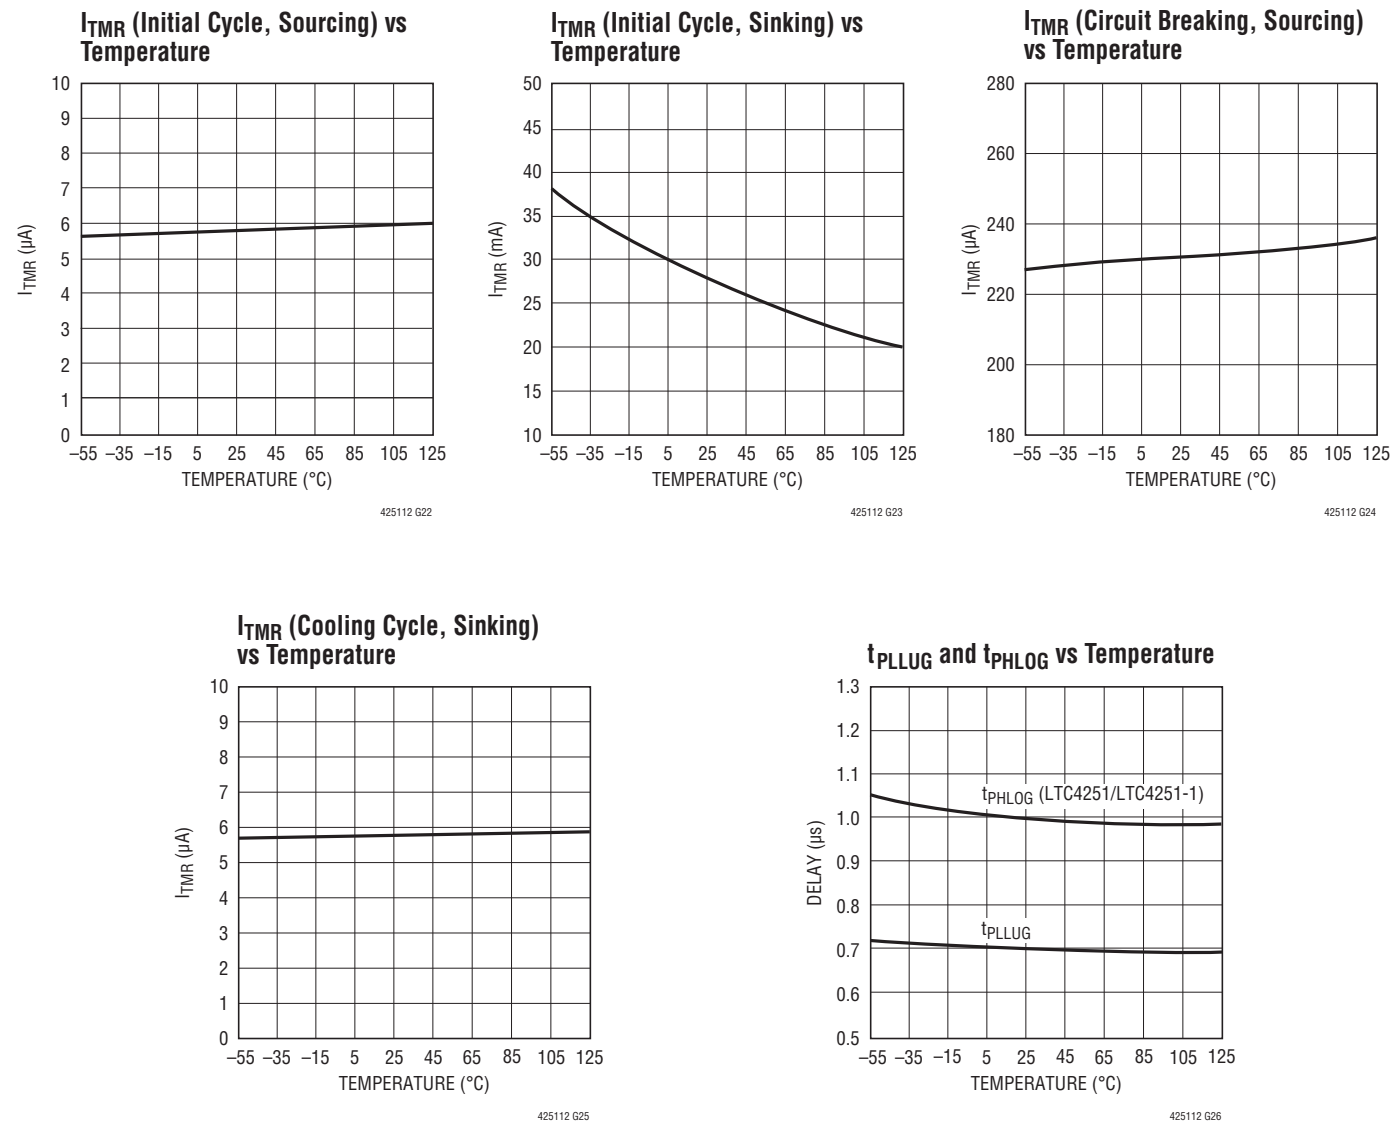 ITMR (Initial Cycle, Sourcing) vs
Temperature
10
9
8
7
6
5
4
3
2
1
0
ITMR (µA)
–55 –35 –15 5 25 45 65 85 105 125
TEMPERATURE (°C)
425112 G22
ITMR (Initial Cycle, Sinking) vs
Temperature
50
45
40
35
30
25
20
15
10
ITMR (mA)
–55 –35 –15 5 25 45 65 85 105 125
TEMPERATURE (°C)
425112 G23
ITMR (Circuit Breaking, Sourcing)
vs Temperature
280
260
240
220
200
180
ITMR (µA)
–55 –35 –15 5 25 45 65 85 105 125
TEMPERATURE (°C)
425112 G24
ITMR (Cooling Cycle, Sinking)
vs Temperature
10
9
8
7
6
5
4
3
2
1
0
ITMR (µA)
–55 –35 –15 5 25 45 65 85 105 125
TEMPERATURE (°C)
425112 G25
tPLLUG and tPHLOG vs Temperature
1.3
1.2
1.1
1.0
0.9
0.8
0.7
0.6
0.5
DELAY (µs)
tPHLOG (LTC4251/LTC4251-1)
tPLLUG
–55 –35 –15 5 25 45 65 85 105 125
TEMPERATURE (°C)
425112 G26